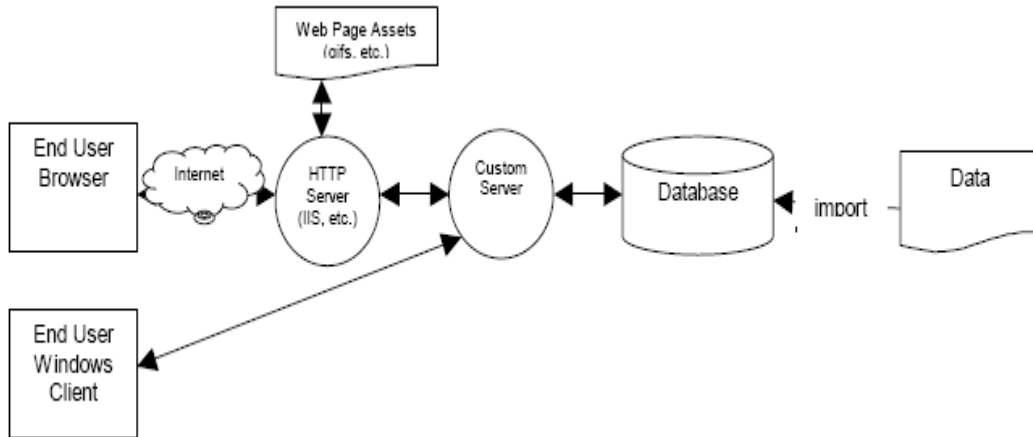 Web Page Assets
(gifs, etc.)
End User
Browser
Internet
HTTP
Server
(IIS, etc.)
Custom
Server
Database
import
Data
End User
Windows
Client